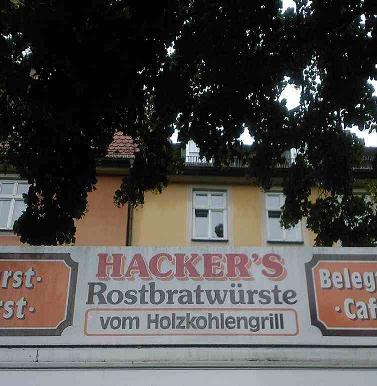 HACKER'S
Rostbratwürste
vom Holzkohlengrill